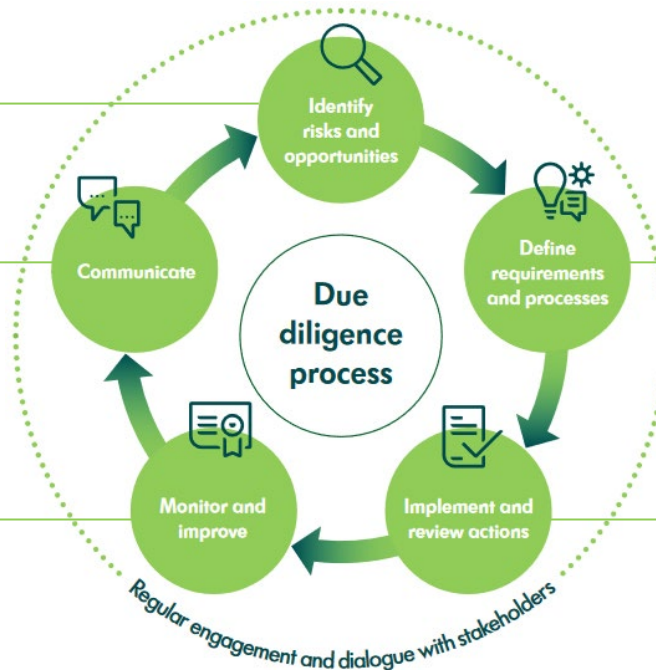 Identify
risks and
opportunities
Define
requirements
and processes
Implement and
review actions
Monitor and
improve
Communicate
Due
diligence
process
Regular engagement and dialogue with stakeholders